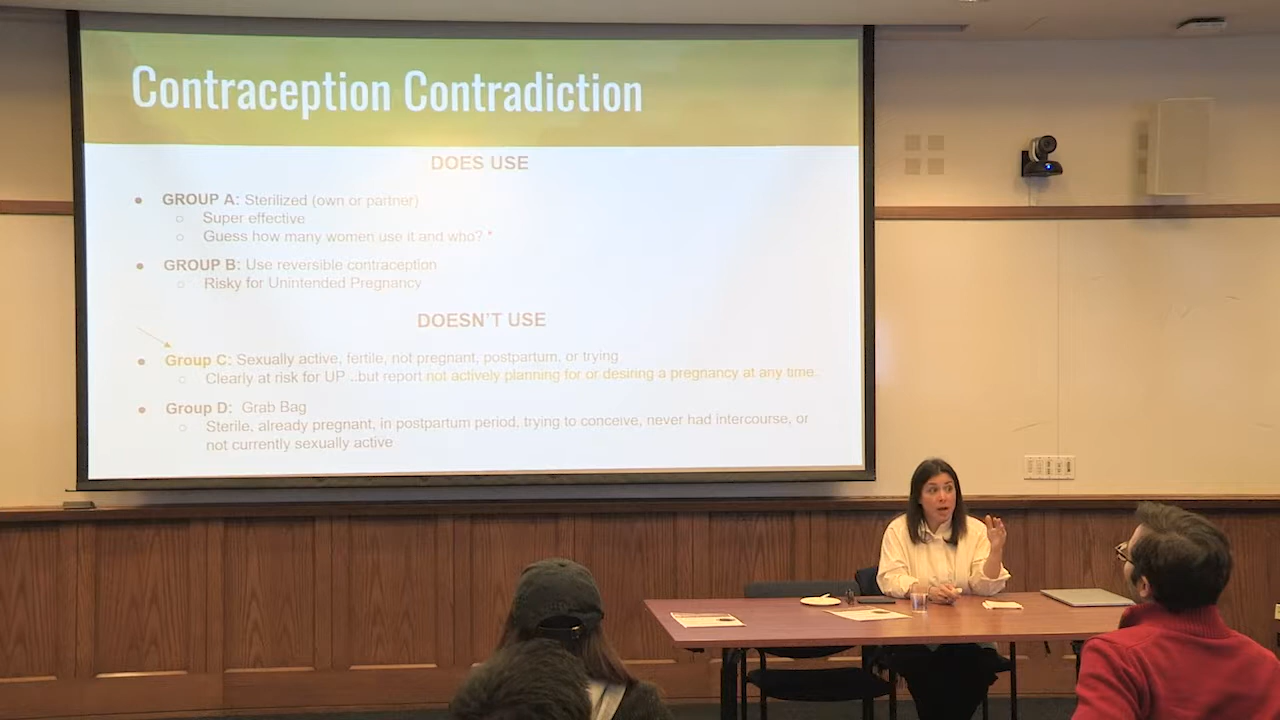 Contraception Contradiction
DOES USE
GROUP A: Sterilized (own or partner)
Super effective
Guess how many women use it and who? *
GROUP B: Use reversible contraception
Risky for Unintended Pregnancy
DOESN'T USE
Group C: Sexually active, fertile, not pregnant, postpartum, or trying
Clearly at risk for UP ..but report not actively planning for or desiring a pregnancy at any time.
Group D: Grab Bag
Sterile, already pregnant, in postpartum period, trying to conceive, never had intercourse, or
not currently sexually active